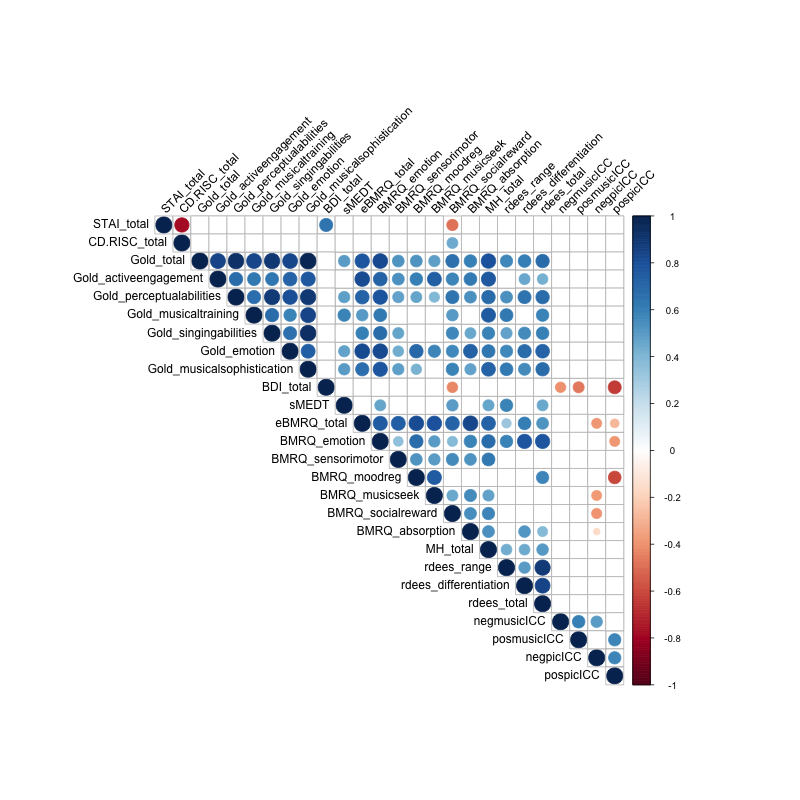 STAI_total
CD.RISC_total
Gold_total
Gold_activeengagement
Gold_perceptualabilities
Gold_musicaltraining
Gold_singingabilities
Gold_emotion
Gold_musicalsophistication
BDI_total
sMEDT
eBMRQ_total
BMRQ_emotion
BMRQ_sensorimotor
BMRQ_moodreg
BMRQ_musicseek
BMRQ_socialreward
BMRQ_absorption
MH_total
rdees_range
rdees_differentiation
rdees_total
negmusicICC
posmusicICC
negpicICC
pospicICC
STAI_total
CD.RISC_total
Gold_total
Gold_activeengagement
Gold_perceptualabilities
Gold_musicaltraining
Gold_singingabilities
Gold_emotion
Gold_musicalsophistication
BDI_total
sMEDT
eBMRQ_total
BMRQ_emotion
BMRQ_sensorimotor
BMRQ_moodreg
BMRQ_musicseek
BMRQ_socialreward
BMRQ_absorption
MH_total
rdees_range
rdees_differentiation
rdees_total
negmusicICC
posmusicICC
negpicICC
pospicICC
1
0.8
0.6
0.4
0.2
0
-0.2
-0.4
-0.6
-0.8
-1